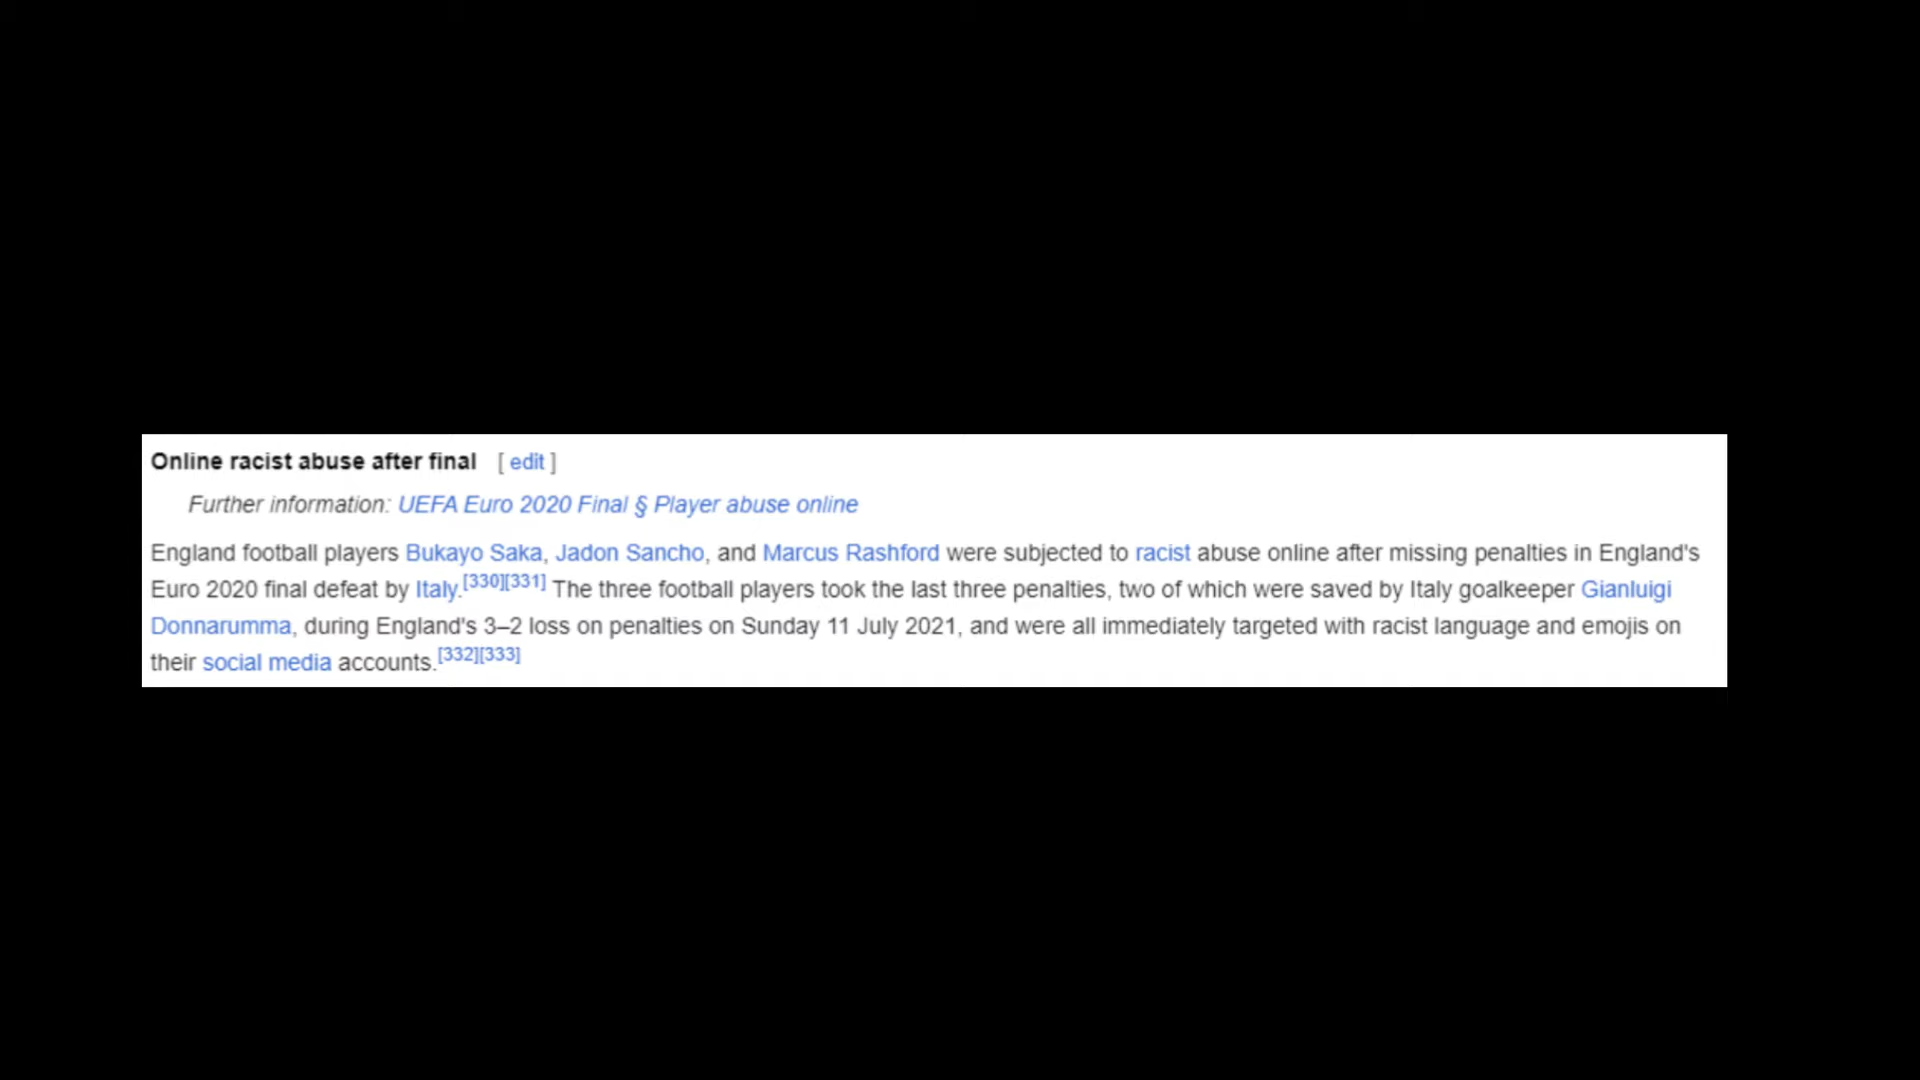 Online racist abuse after final [ edit ]
Further information: UEFA Euro 2020 Final § Player abuse online
England football players Bukayo Saka, Jadon Sancho, and Marcus Rashford were subjected to racist abuse online after missing penalties in England's
Euro 2020 final defeat by Italy.[330][331] The three football players took the last three penalties, two of which were saved by Italy goalkeeper Gianluigi
Donnarumma, during England's 3–2 loss on penalties on Sunday 11 July 2021, and were all immediately targeted with racist language and emojis on
their social media accounts.[332][333]